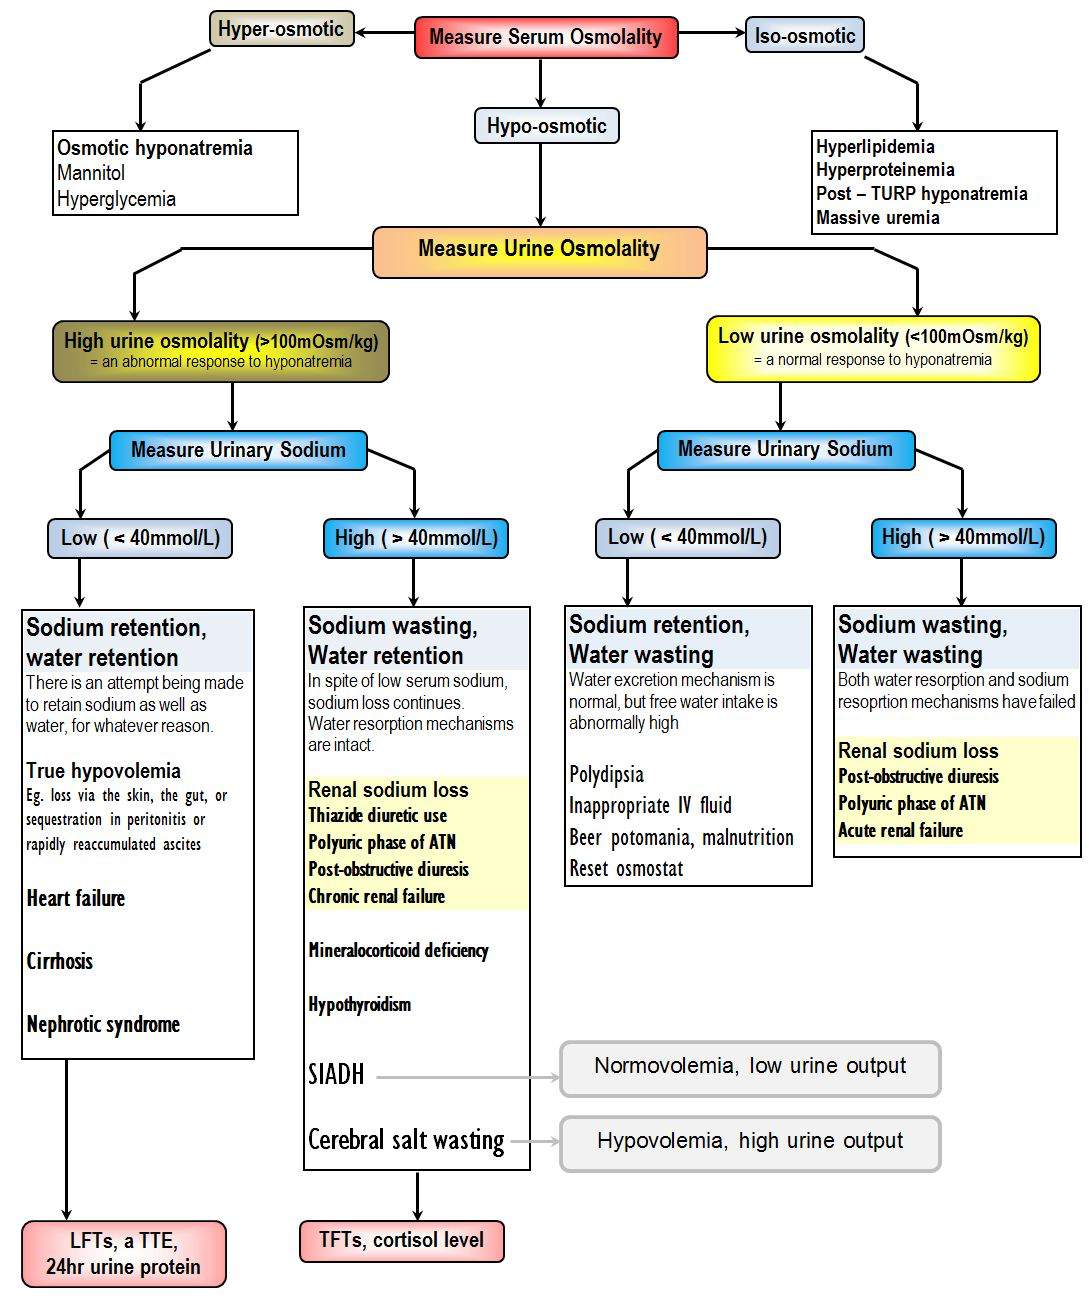 Hyper-osmotic
Measure Serum Osmolality
Iso-osmotic
Hypo-osmotic
Osmotic hyponatremia
Mannitol
Hyperglycemia
Hyperlipidemia
Hyperproteinemia
Post – TURP hyponatremia
Massive uremia
Measure Urine Osmolality
High urine osmolality (>100mOsm/kg)
= an abnormal response to hyponatremia
Low urine osmolality (<100mOsm/kg)
= a normal response to hyponatremia
Measure Urinary Sodium
Measure Urinary Sodium
Low ( < 40mmol/L)
High ( > 40mmol/L)
Low ( < 40mmol/L)
High ( > 40mmol/L)
Sodium retention,
water retention
There is an attempt being made
to retain sodium as well as
water, for whatever reason.
True hypovolemia
Eg. loss via the skin, the gut, or
sequestration in peritonitis or
rapidly reaccumulated ascites
Heart failure
Cirrhosis
Nephrotic syndrome
Sodium wasting,
Water retention
In spite of low serum sodium,
sodium loss continues.
Water resorption mechanisms
are intact.
Renal sodium loss
Thiazide diuretic use
Polyuric phase of ATN
Post-obstructive diuresis
Chronic renal failure
Mineralocorticoid deficiency
Hypothyroidism
SIADH
Cerebral salt wasting
Sodium retention,
Water wasting
Water excretion mechanism is
normal, but free water intake is
abnormally high
Polydipsia
Inappropriate IV fluid
Beer potomania, malnutrition
Reset osmostat
Sodium wasting,
Water wasting
Both water resorption and sodium
resoprtion mechanisms have failed
Renal sodium loss
Post-obstructive diuresis
Polyuric phase of ATN
Acute renal failure
Normovolemia, low urine output
Hypovolemia, high urine output
LFTs, a TTE,
24hr urine protein
TFTs, cortisol level